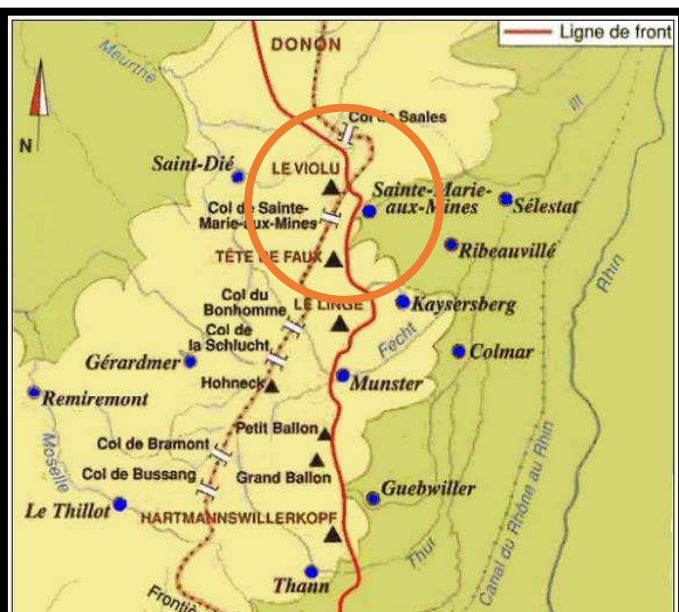 Ligne de front
DONON
Meurthe
Col de Saales
Ill
N
Saint-Dié
LE VIOLU
Sainte-Marie-
aux-Mines
Sélestat
Col de Sainte-
Marie-aux-Mines
Ribeauvillé
TÊTE DE FAUX
Rhin
Col du
Bonhomme
LE LINGE
Kaysersberg
Col de
la Schlucht
Fecht
Colmar
Gérardmer
Hohneck
Munster
Remiremont
Petit Ballon
Col de Bramont
Moselle
Grand Ballon
Col de Bussang
Guebwiller
Le Thillot
HARTMANNSWILLERKOPF
Thur
Canal du Rhône au Rhin
Thann
Frontiè